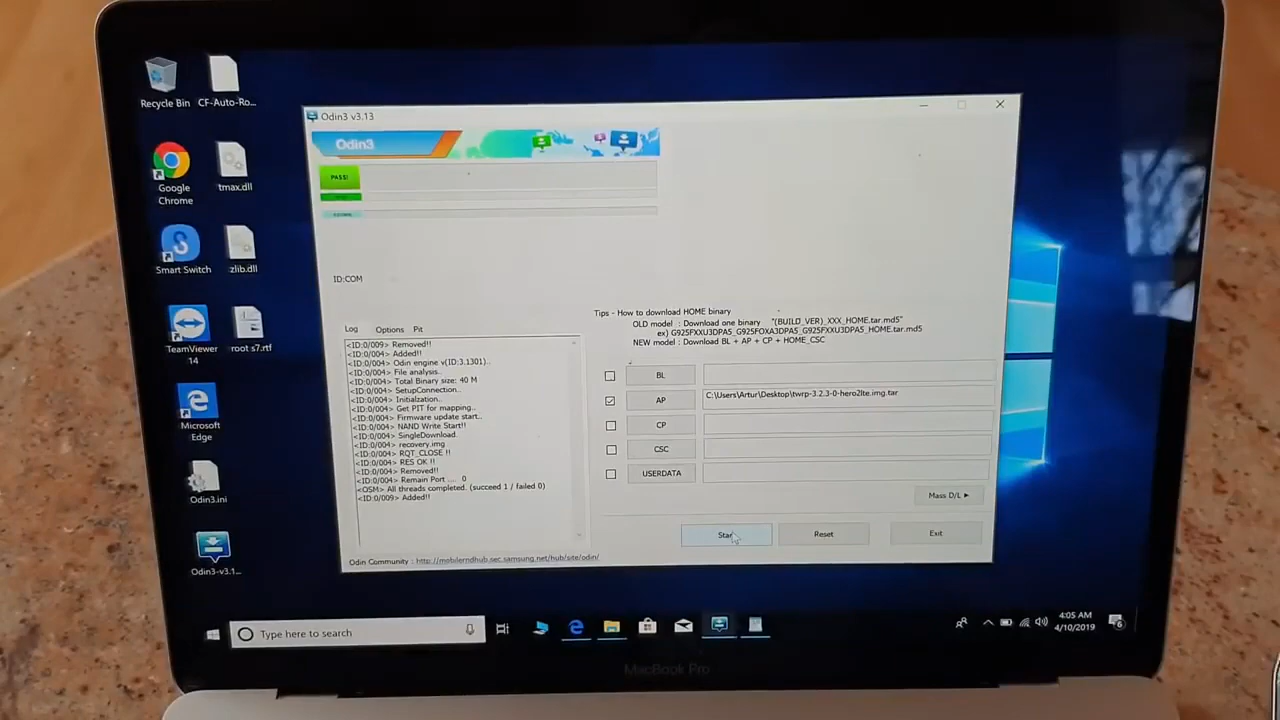 Recycle Bin
CF-Auto-Ro...
Google
Chrome
tmax.dll
Smart Switch
zlib.dll
TeamViewer
14
root s7.rtf
Microsoft
Edge
Odin3.ini
Odin3-v3.1...
Odin3 v3.13
Odin3
PASS!
ID:COM
Log
Options
Pit
<ID:0/009> Removed!!
<ID:0/004> Added!!
<ID:0/004> Odin engine v(ID:3.1301)..
<ID:0/004> File analysis..
<ID:0/004> Total Binary size: 40 M
<ID:0/004> SetupConnection..
<ID:0/004> Initialzation..
<ID:0/004> Get PIT for mapping..
<ID:0/004> Firmware update start..
<ID:0/004> NAND Write Start!!
<ID:0/004> SingleDownload.
<ID:0/004> recovery.img
<ID:0/004> RQT_CLOSE !!
<ID:0/004> RES OK !!
<ID:0/004> Removed!!
<ID:0/004> Remain Port .... 0
<OSM> All threads completed. (succeed 1 / failed 0)
<ID:0/009> Added!!
Tips - How to download HOME binary
OLD model : Download one binary "(BUILD_VER)_XXX_HOME.tar.md5"
ex) G925FXXU3DPA5_G925FOXA3DPA5_G925FXXU3DPA5_HOME.tar.md5
NEW model : Download BL + AP + CP + HOME_CSC
BL
AP
C:\Users\Artur\Desktop\twrp-3.2.3-0-hero2lte.img.tar
CP
CSC
USERDATA
Mass D/L
Start
Reset
Exit
Odin Community : http://mobilerndhub.sec.samsung.net/hub/site/odin/
Type here to search
4:05 AM
4/10/2019
6
MacBook Pro